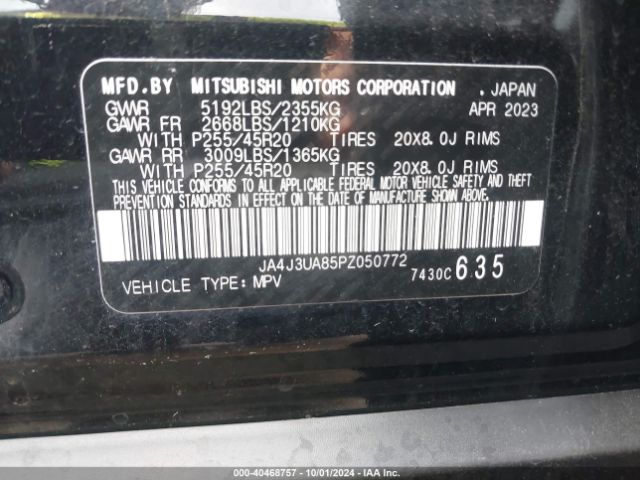 MFD.BY MITSUBISHI MOTORS CORPORATION . JAPAN
GVWR 5192LBS/2355KG APR 2023
GAWR FR 2668LBS/1210KG
WITH P255/45R20 TIRES 20X8.0J RIMS
GAWR RR 3009LBS/1365KG
WITH P255/45R20 TIRES 20X8.0J RIMS
THIS VEHICLE CONFORMS TO ALL APPLICABLE FEDERAL MOTOR VEHICLE SAFETY AND THEFT
PREVENTION STANDARDS IN EFFECT ON THE DATE OF MANUFACTURE SHOWN ABOVE.
JA4J3UA85PZ050772
VEHICLE TYPE: MPV 7430C 635
000-40468757 - 10/01/2024 - IAA Inc.